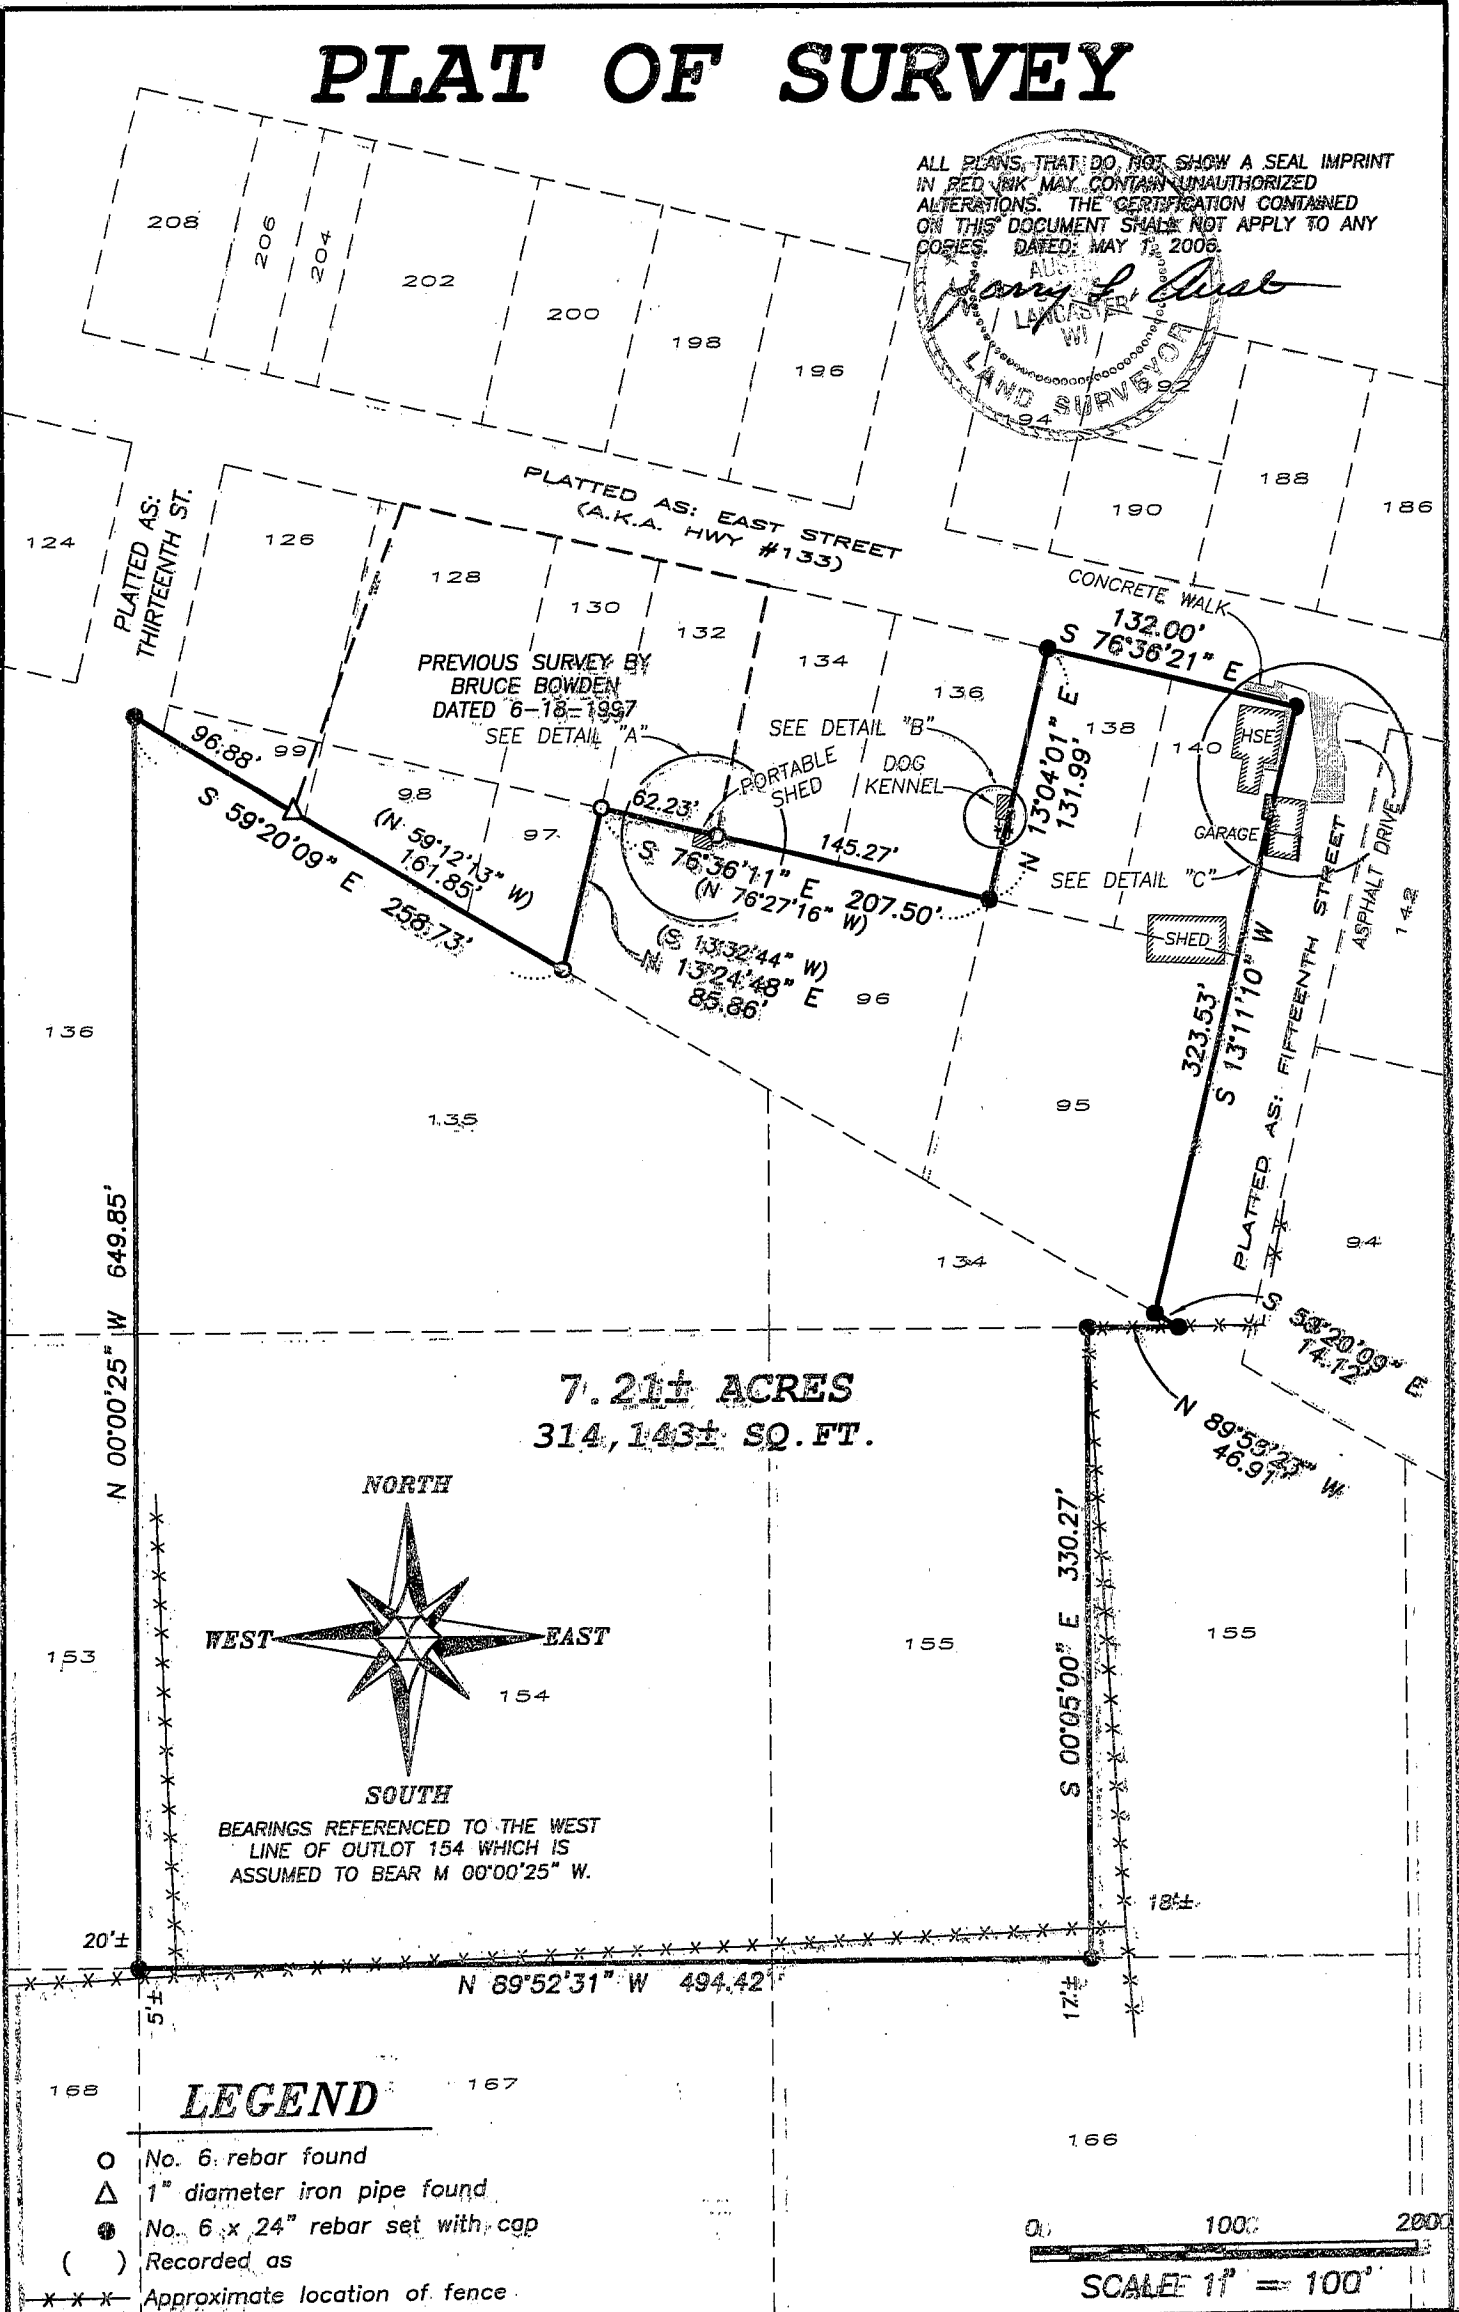 PLAT OF SURVEY
ALL PLANS THAT DO NOT SHOW A SEAL IMPRINT
IN RED INK MAY CONTAIN UNAUTHORIZED
ALTERATIONS. THE CERTIFICATION CONTAINED
ON THIS DOCUMENT SHALL NOT APPLY TO ANY
COPIES. DATED: MAY 1, 2006.
AUSTIN
LANCASTER
WI
LAND SURVEYOR
208
206
204
202
200
198
196
194
92
190
188
186
PLATTED AS: EAST STREET
(A.K.A. HWY #133)
124
PLATTED AS:
THIRTEENTH ST.
126
128
130
132
134
136
138
140
CONCRETE WALK
132.00'
S 76°36'21" E
PREVIOUS SURVEY BY
BRUCE BOWDEN
DATED 6-18-1997
SEE DETAIL "A"
SEE DETAIL "B"
PORTABLE
SHED
DOG
KENNEL
N 13°04'01" E
131.99'
HSE
GARAGE
SEE DETAIL "C"
SHED
ASPHALT DRIVE
142
96.88'
99
S 59°20'09" E 258.73'
98
(N 59°12'13" W)
161.85'
97
62.23'
145.27'
S 76°36'11" E 207.50'
(N 76°27'16" W)
(S 13°32'44" W)
N 13°24'48" E
85.86'
96
323.53'
S 13°11'10" W
PLATTED AS: FIFTEENTH STREET
136
135
95
134
94
N 00°00'25" W 649.85'
S 59°20'09" E
14.12'
N 89°53'27" W
46.91'
7.21± ACRES
314,143± SQ.FT.
NORTH
WEST
EAST
SOUTH
153
154
155
155
S 00°05'00" E 330.27'
BEARINGS REFERENCED TO THE WEST
LINE OF OUTLOT 154 WHICH IS
ASSUMED TO BEAR M 00°00'25" W.
20'±
18'±
N 89°52'31" W 494.42'
5'±
17'±
168
167
166
LEGEND
No. 6 rebar found
1" diameter iron pipe found
No. 6 x 24" rebar set with cap
( ) Recorded as
x x x Approximate location of fence
0 100 200
SCALE 1" = 100'